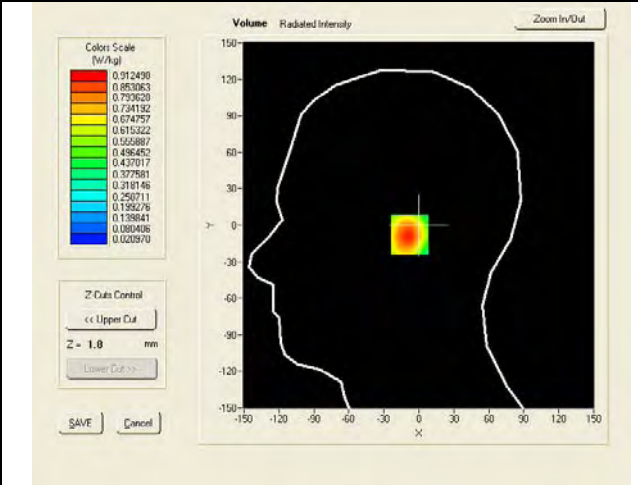 Volume Radiated Intensity
Zoom In/Out
Colors Scale
(W/kg)
0.912498
0.853063
0.793628
0.734192
0.674757
0.615322
0.555887
0.496452
0.437017
0.377581
0.318146
0.258711
0.199276
0.139841
0.080406
0.020970
150
120
90
60
30
0
-30
-60
-90
-120
-150
Y
-150 -120 -90 -60 -30 0 30 60 90 120 150
X
Z-Cuts Control
<< Upper Cut
Z = 1.0 mm
Lower Cut >>
SAVE Cancel